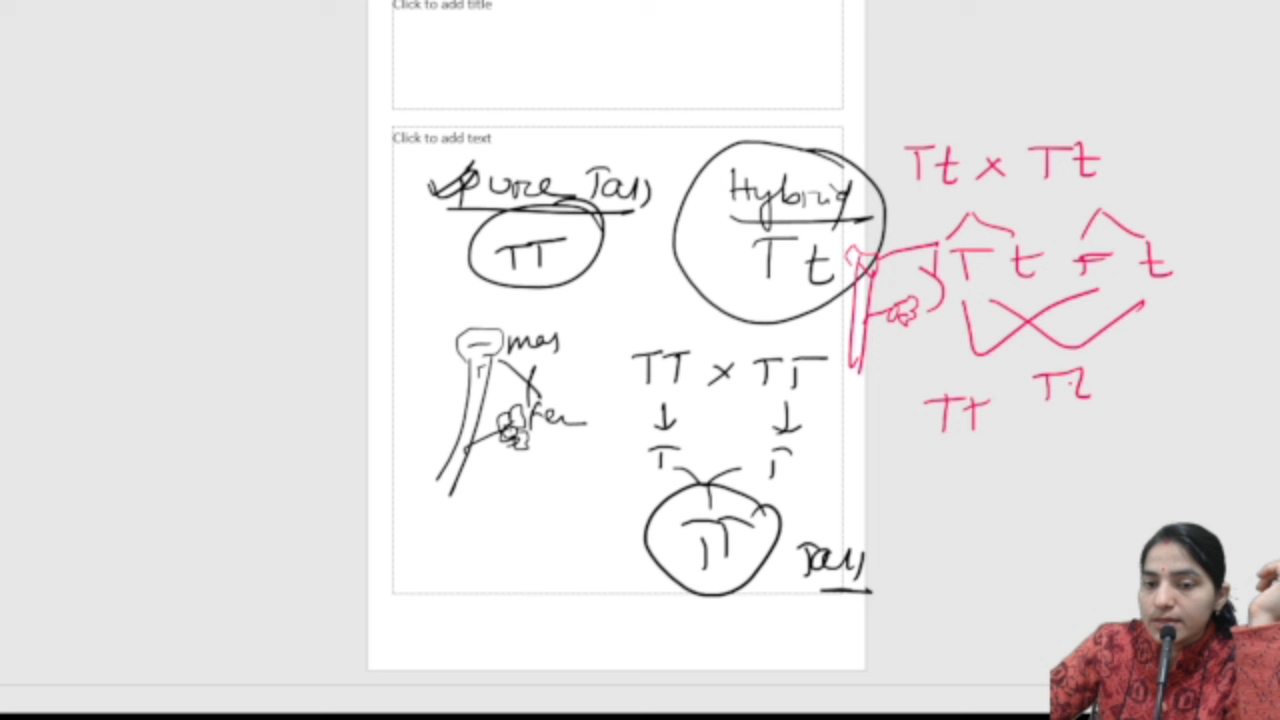 Click to add title
Click to add text
pure Tall
TT
Hybrid
Tt
Tt x Tt
T t T t
TT x TT
T T
TT
Tall
Tt